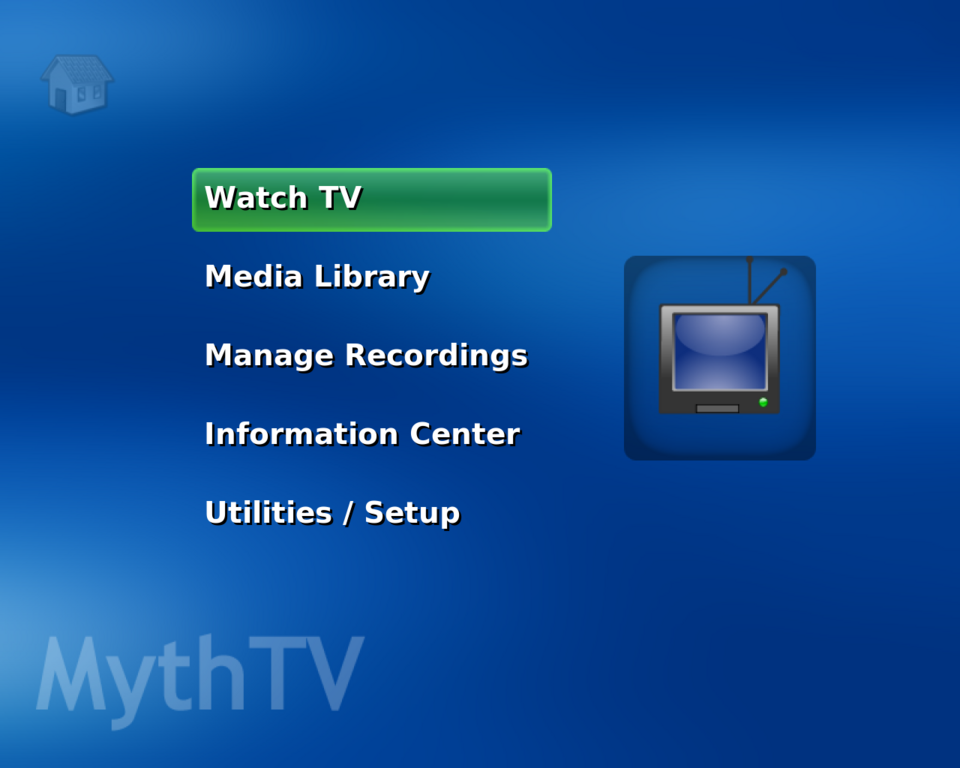 Watch TV
Media Library
Manage Recordings
Information Center
Utilities / Setup
MythTV